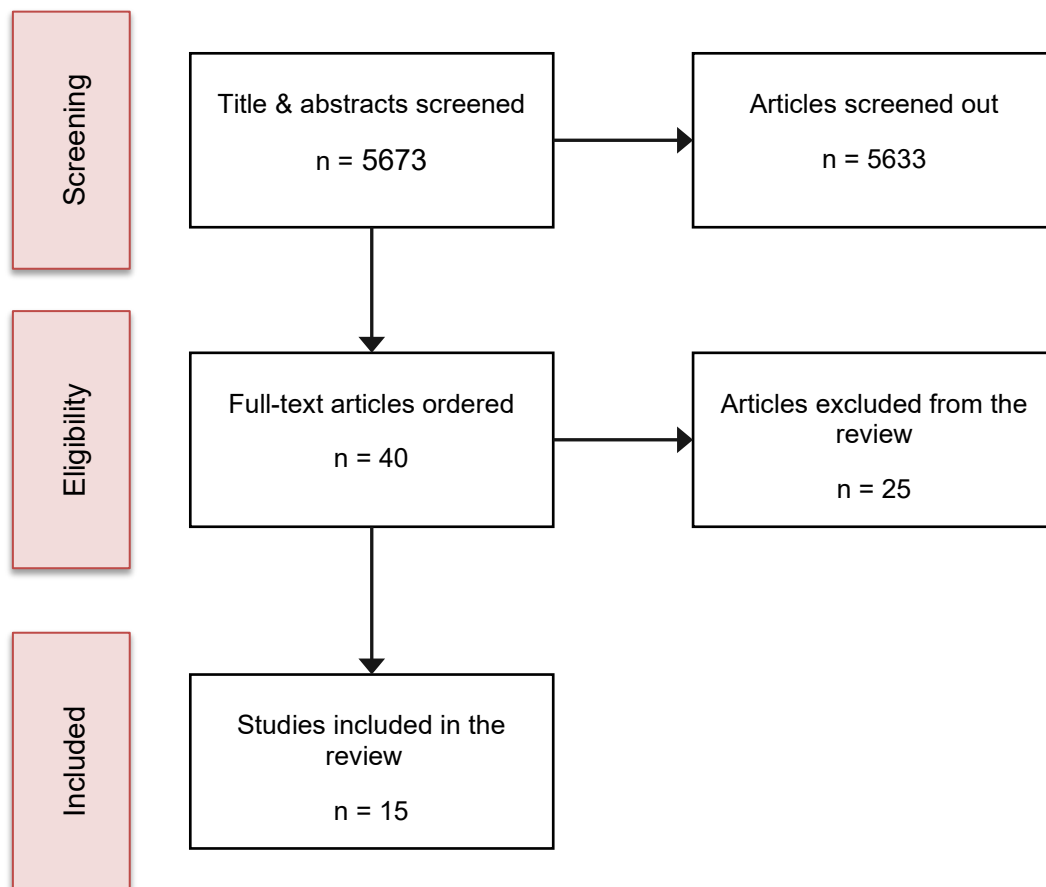 Screening
Title & abstracts screened
n = 5673
Articles screened out
n = 5633
Eligibility
Full-text articles ordered
n = 40
Articles excluded from the
review
n = 25
Included
Studies included in the
review
n = 15